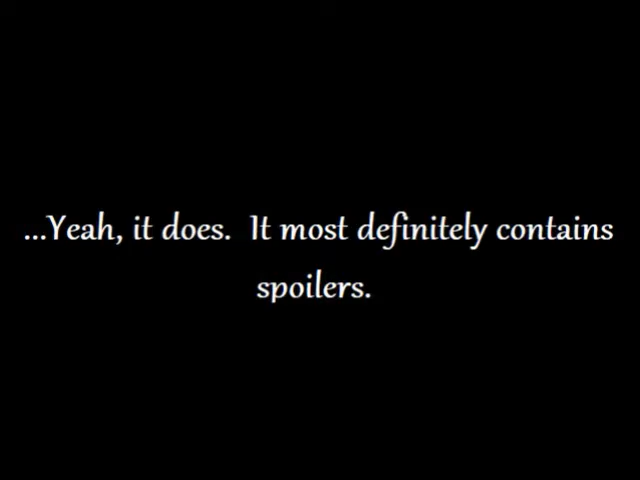 ...Yeah, it does.  It most definitely contains
spoilers.